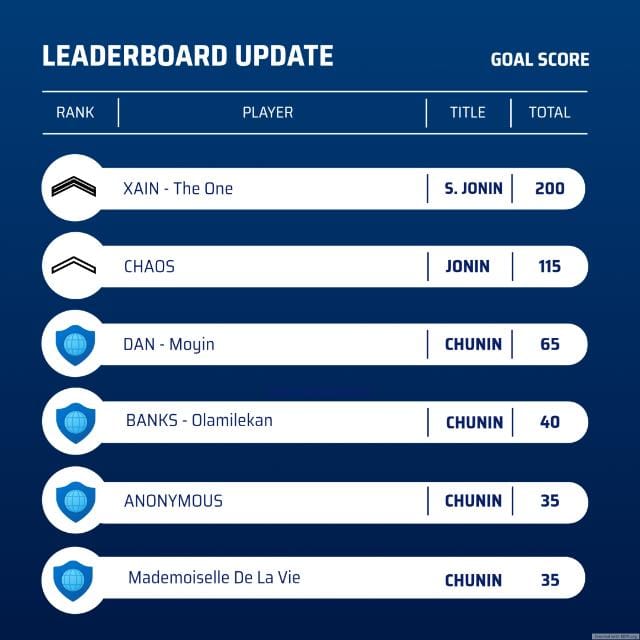 LEADERBOARD UPDATE
GOAL SCORE
RANK PLAYER TITLE TOTAL
XAIN - The One S. JONIN 200
CHAOS JONIN 115
DAN - Moyin CHUNIN 65
BANKS - Olamilekan CHUNIN 40
ANONYMOUS CHUNIN 35
Mademoiselle De La Vie CHUNIN 35